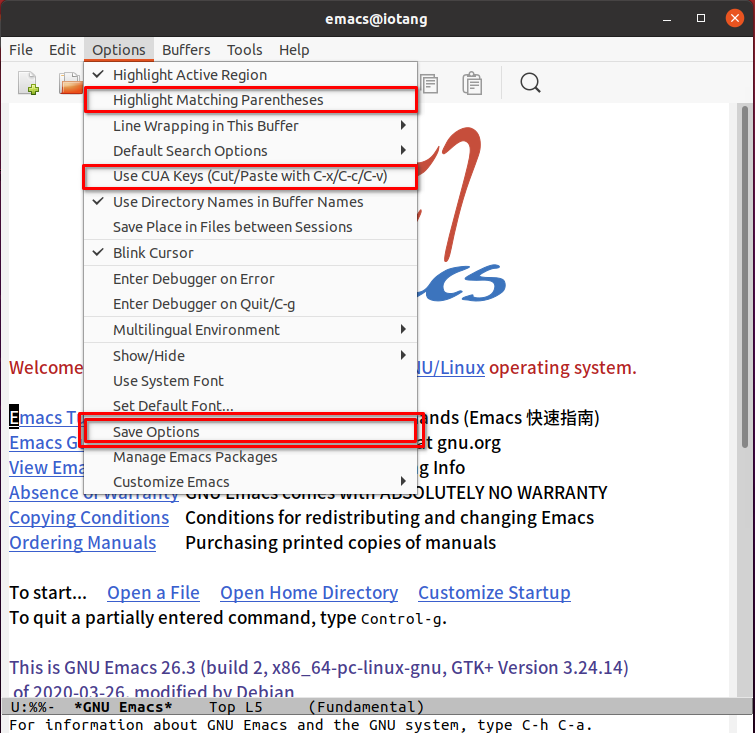 emacs@iotang
File Edit Options Buffers Tools Help
Highlight Active Region
Highlight Matching Parentheses
Line Wrapping in This Buffer
Default Search Options
Use CUA Keys (Cut/Paste with C-x/C-c/C-v)
Use Directory Names in Buffer Names
Save Place in Files between Sessions
Blink Cursor
Enter Debugger on Error
Enter Debugger on Quit/C-g
Multilingual Environment
Show/Hide
Use System Font
Set Default Font...
Save Options
Manage Emacs Packages
Customize Emacs
Welcome NU/Linux operating system.
Emacs Tu ands (Emacs 快速指南)
Emacs G at gnu.org
View Ema g Info
Absence of Warranty GNU Emacs comes with ABSOLUTELY NO WARRANTY
Copying Conditions Conditions for redistributing and changing Emacs
Ordering Manuals Purchasing printed copies of manuals
To start... Open a File Open Home Directory Customize Startup
To quit a partially entered command, type Control-g.
This is GNU Emacs 26.3 (build 2, x86_64-pc-linux-gnu, GTK+ Version 3.24.14)
of 2020-03-26, modified by Debian
U:%%- *GNU Emacs* Top L5 (Fundamental)
For information about GNU Emacs and the GNU system, type C-h C-a.